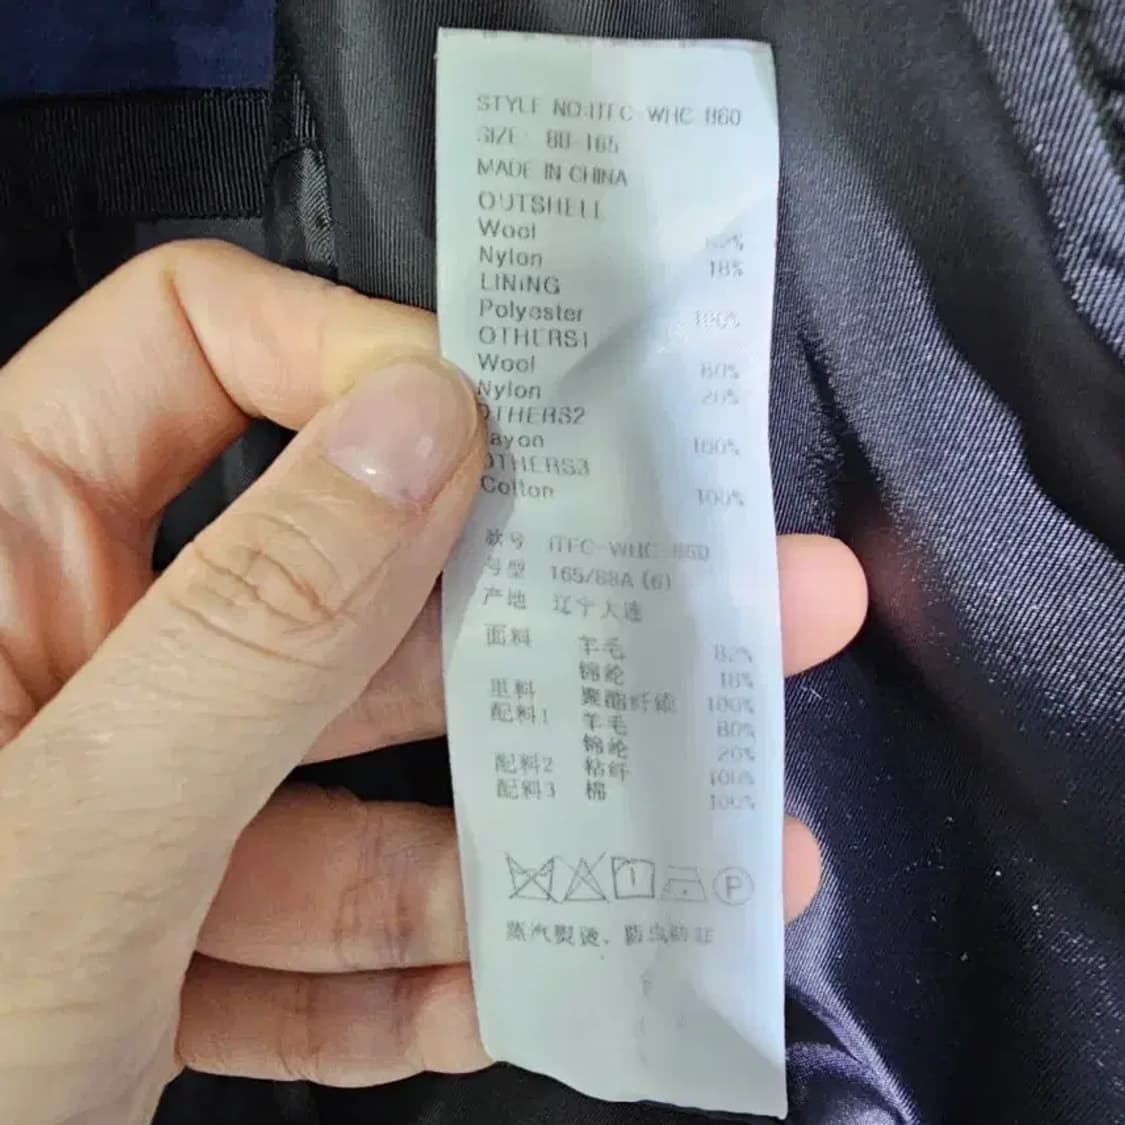 STYLE NO:ITFC-WHC-860
SIZE: 88-165
MADE IN CHINA
OUTSHELL
Wool 82%
Nylon 18%
LINING
Polyester 100%
OTHERS1
Wool 80%
Nylon 20%
OTHERS2
ayon 100%
OTHERS3
Cotton 100%
款号 ITFC-WHC-860
号型 165/88A (6)
产地 辽宁大连
面料 羊毛 82%
锦纶 18%
里料 聚酯纤维 100%
配料1 羊毛 80%
锦纶 20%
配料2 粘纤 100%
配料3 棉 100%
P
蒸汽熨烫、防虫防蛀